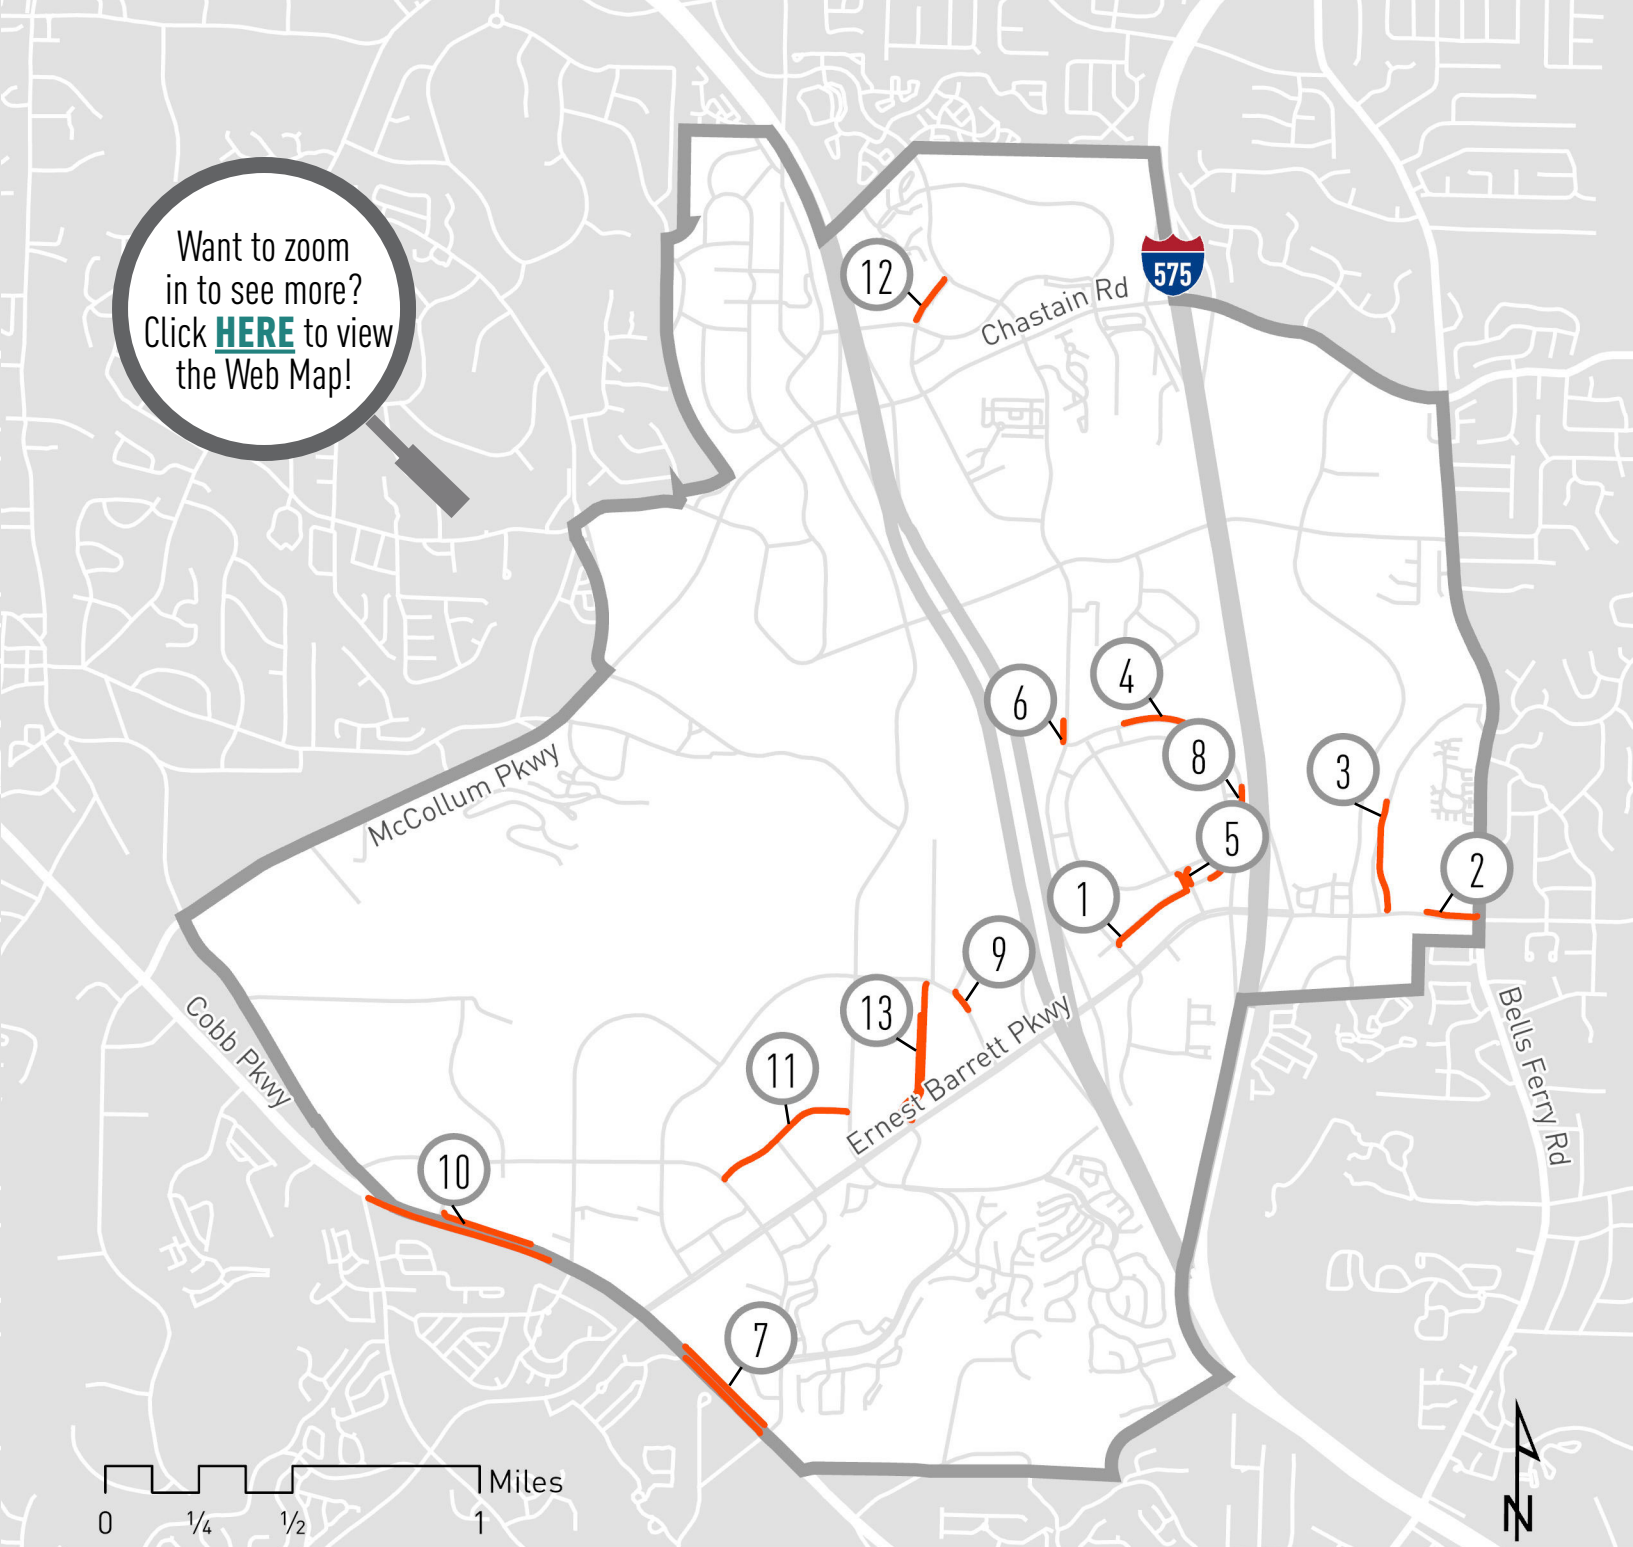 Want to zoom
in to see more?
Click HERE to view
the Web Map!
575
12
Chastain Rd
4
6
8
3
McCollum Pkwy
5
2
1
9
13
Cobb Pkwy
Bells Ferry Rd
11
Ernest Barrett Pkwy
10
7
Miles
0 1/4 1/2 1
N